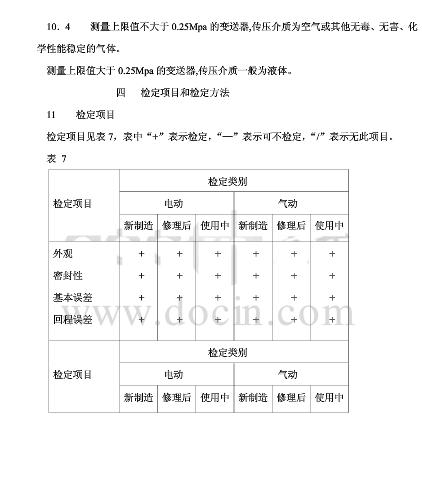 10．4 测量上限值不大于 0.25Mpa 的变送器,传压介质为空气或其他无毒、无害、化
学性能稳定的气体。
测量上限值大于 0.25Mpa 的变送器,传压介质一般为液体。
四 检定项目和检定方法
11 检定项目
检定项目见表 7，表中“+”表示检定，“—”表示可不检定，“/”表示无此项目．
表 7
检定项目 检定类别
电动 气动
新制造 修理后 使用中 新制造 修理后 使用中
外观 + + + + + +
密封性 + + + + + +
基本误差 + + + + + +
回程误差 + + + + + +
www.docin.com
检定项目 检定类别
电动 气动
新制造 修理后 使用中 新制造 修理后 使用中